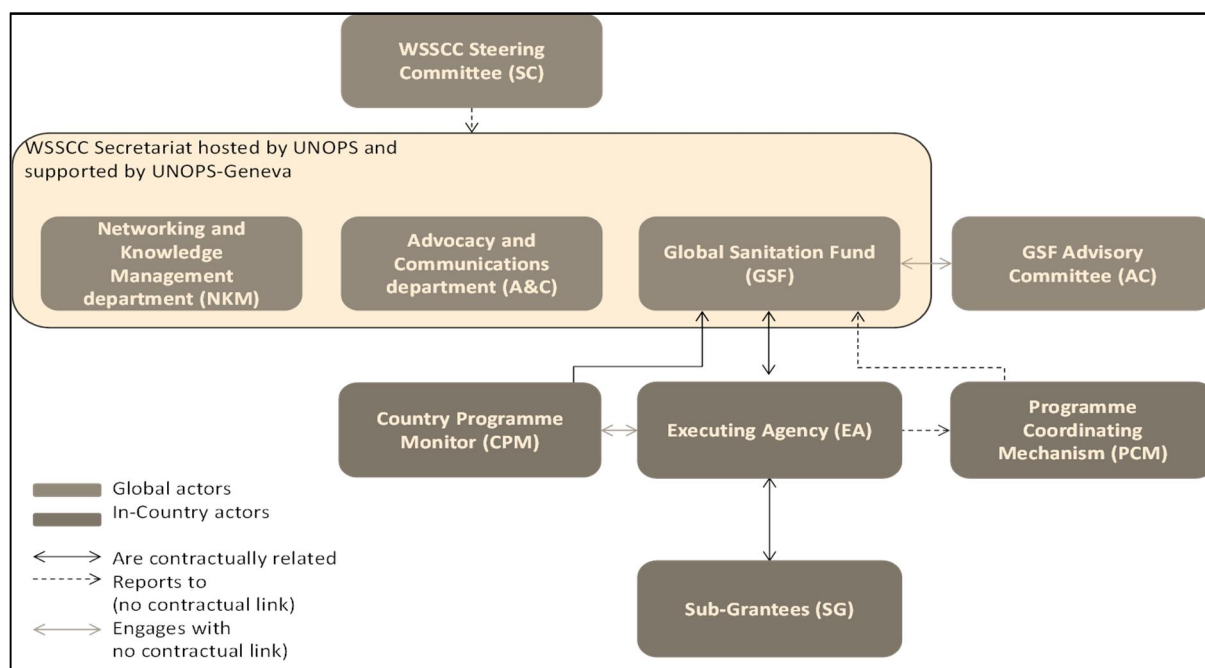 WSSCC Steering
Committee (SC)
WSSCC Secretariat hosted by UNOPS and
supported by UNOPS-Geneva
Networking and
Knowledge
Management
department (NKM)
Advocacy and
Communications
department (A&C)
Global Sanitation Fund
(GSF)
GSF Advisory
Committee (AC)
Country Programme
Monitor (CPM)
Executing Agency (EA)
Programme
Coordinating
Mechanism (PCM)
Sub-Grantees (SG)
Global actors
In-Country actors
Are contractually related
Reports to
(no contractual link)
Engages with
no contractual link)